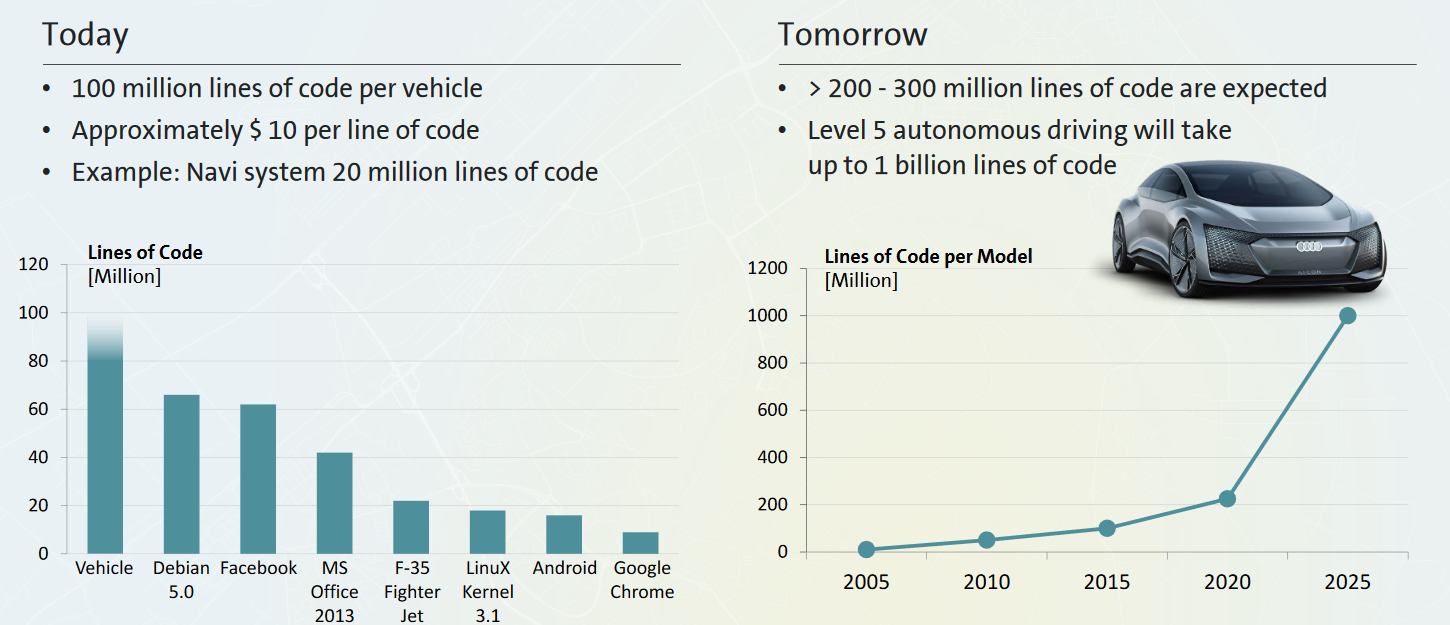 Today
• 100 million lines of code per vehicle
• Approximately $ 10 per line of code
• Example: Navi system 20 million lines of code
Lines of Code
[Million]
120
100
80
60
40
20
0
Vehicle
Debian
5.0
Facebook
MS
Office
2013
F-35
Fighter
Jet
LinuX
Kernel
3.1
Android
Google
Chrome
Tomorrow
• > 200 - 300 million lines of code are expected
• Level 5 autonomous driving will take
up to 1 billion lines of code
Lines of Code per Model
[Million]
1200
1000
800
600
400
200
0
2005
2010
2015
2020
2025